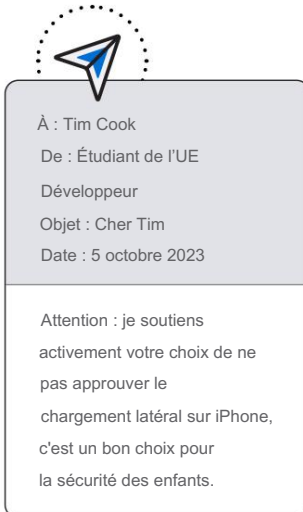 À : Tim Cook
De : Étudiant de l’UE
Développeur
Objet : Cher Tim
Date : 5 octobre 2023
Attention : je soutiens
activement votre choix de ne
pas approuver le
chargement latéral sur iPhone,
c'est un bon choix pour
la sécurité des enfants.